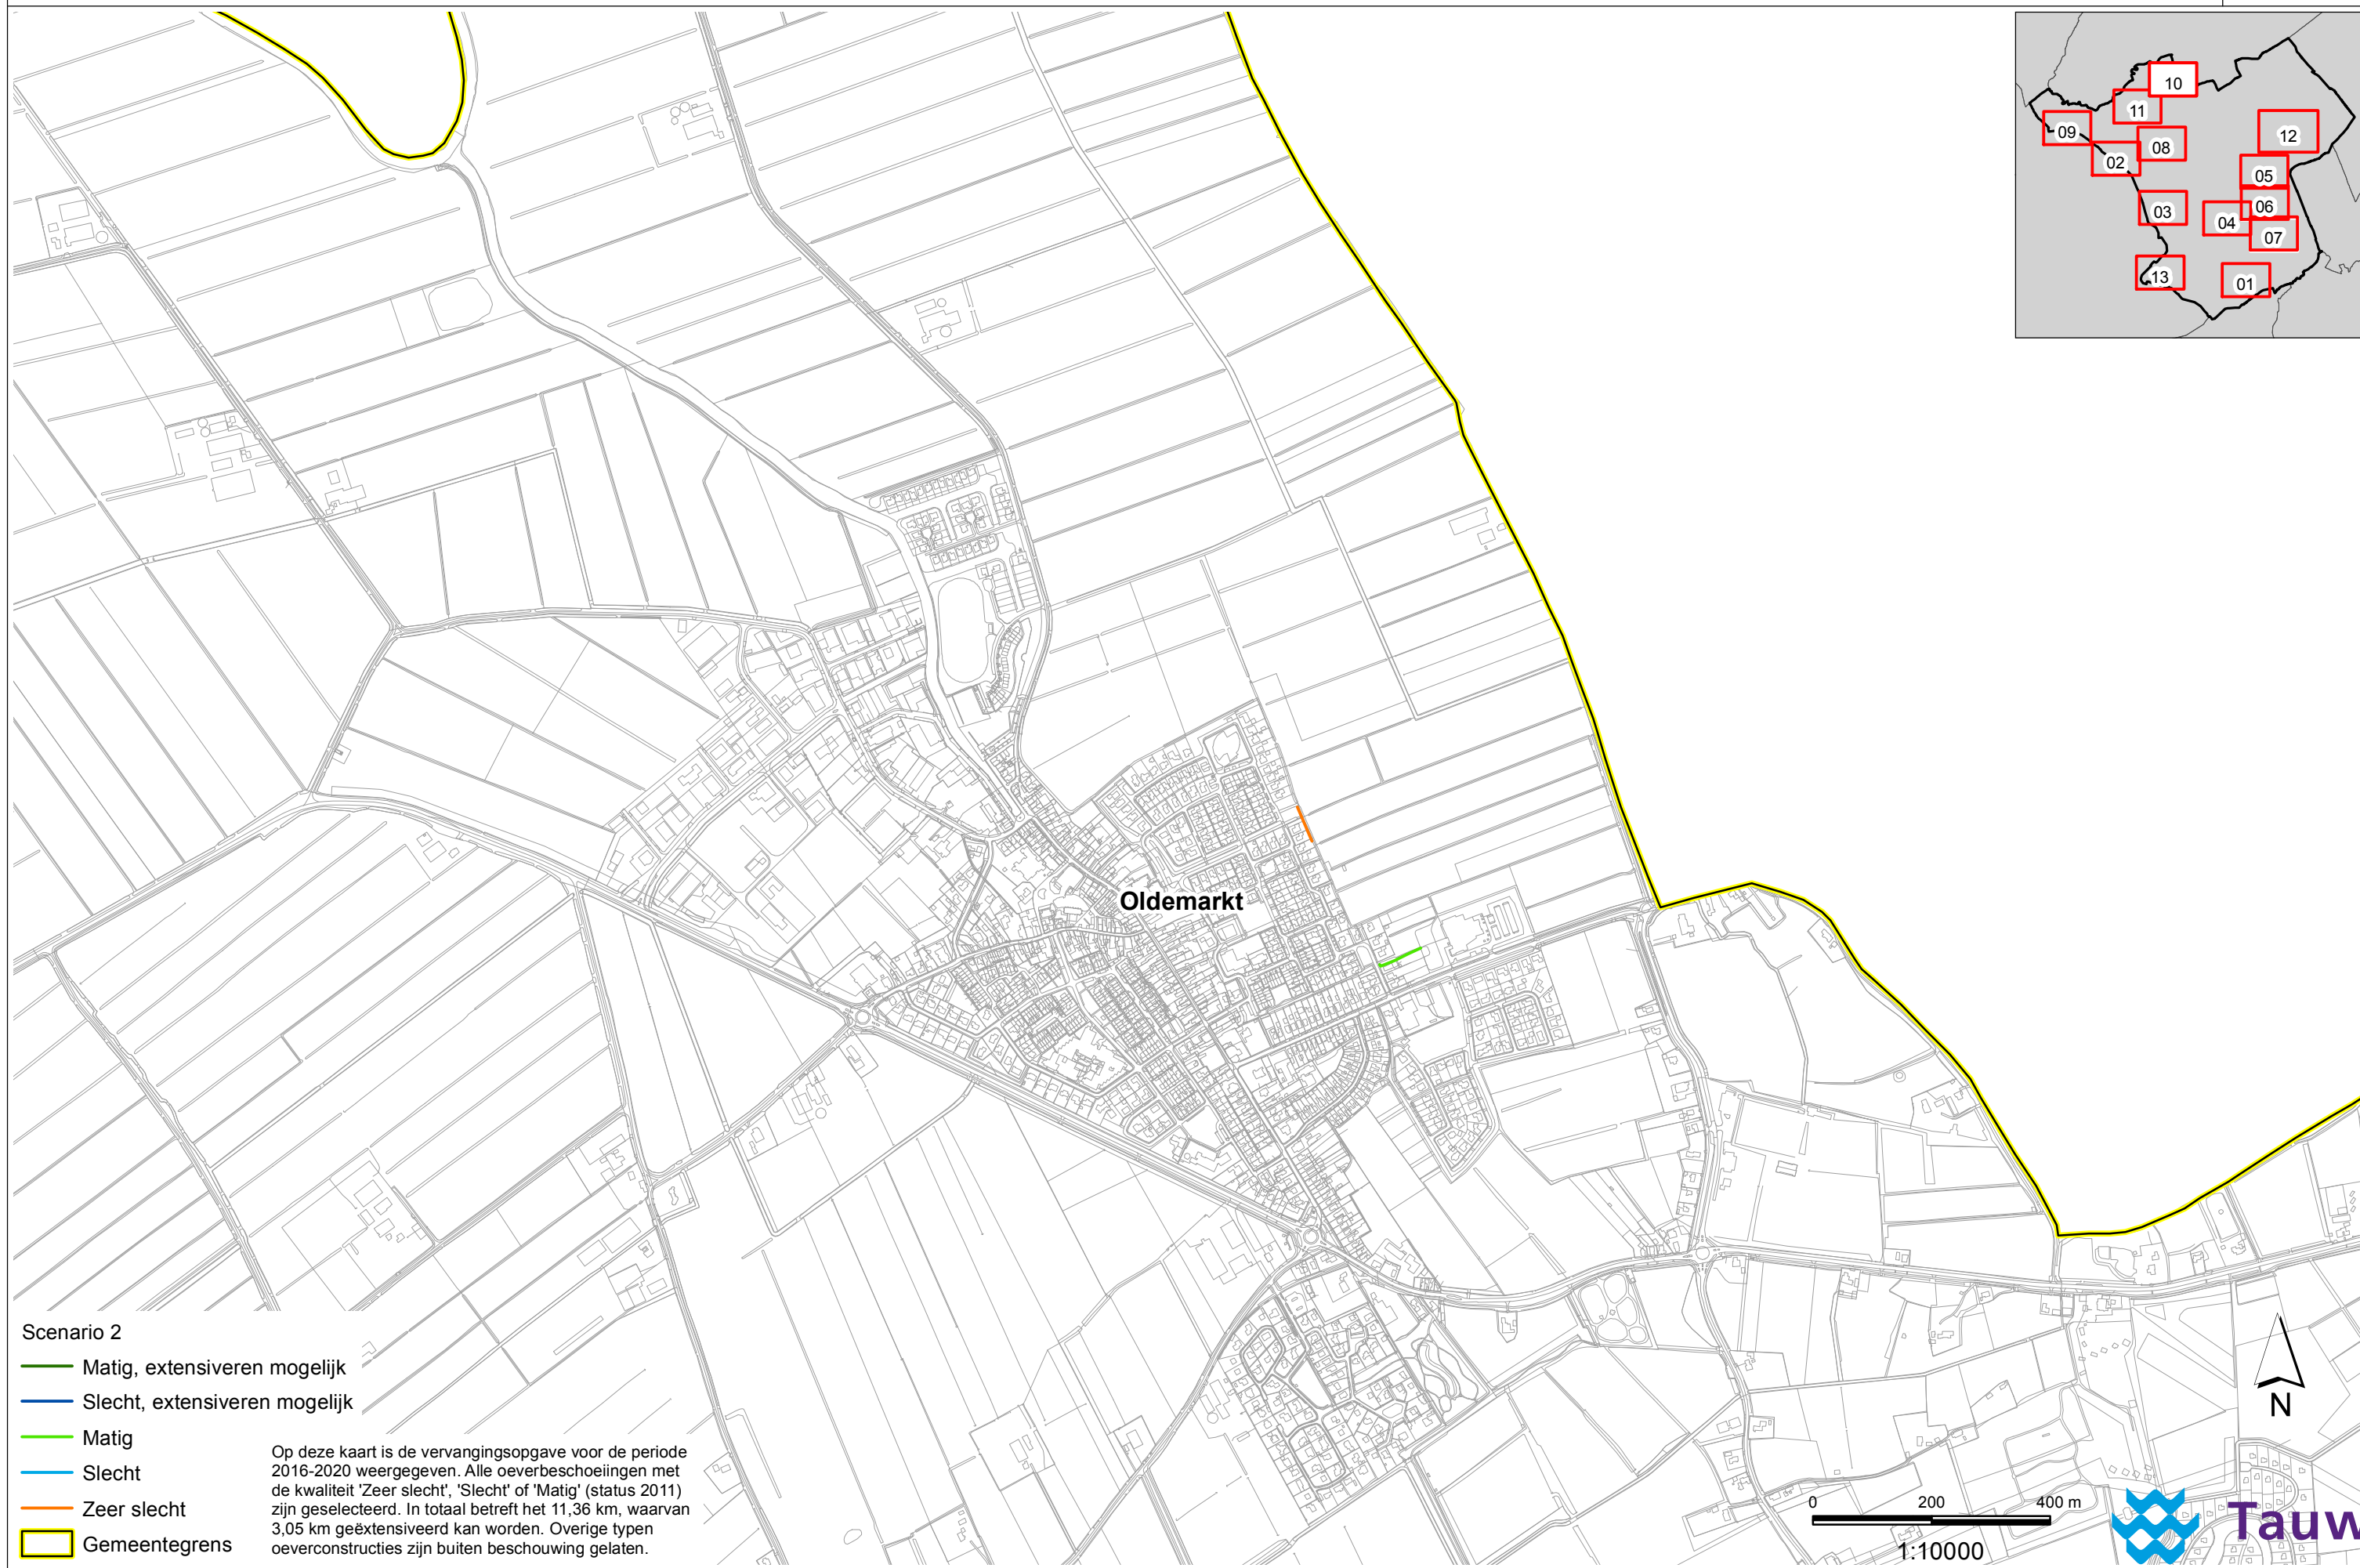 10
11
09
12
08
02
05
03
06
04
07
13
01
Oldemarkt
Scenario 2
Matig, extensiveren mogelijk
Slecht, extensiveren mogelijk
Matig
Slecht
Zeer slecht
Gemeentegrens
Op deze kaart is de vervangingsopgave voor de periode
2016-2020 weergegeven. Alle oeverbeschoeiingen met
de kwaliteit 'Zeer slecht', 'Slecht' of 'Matig' (status 2011)
zijn geselecteerd. In totaal betreft het 11,36 km, waarvan
3,05 km geëxtensiveerd kan worden. Overige typen
oeverconstructies zijn buiten beschouwing gelaten.
N
0 200 400 m
1:10000
Tauw